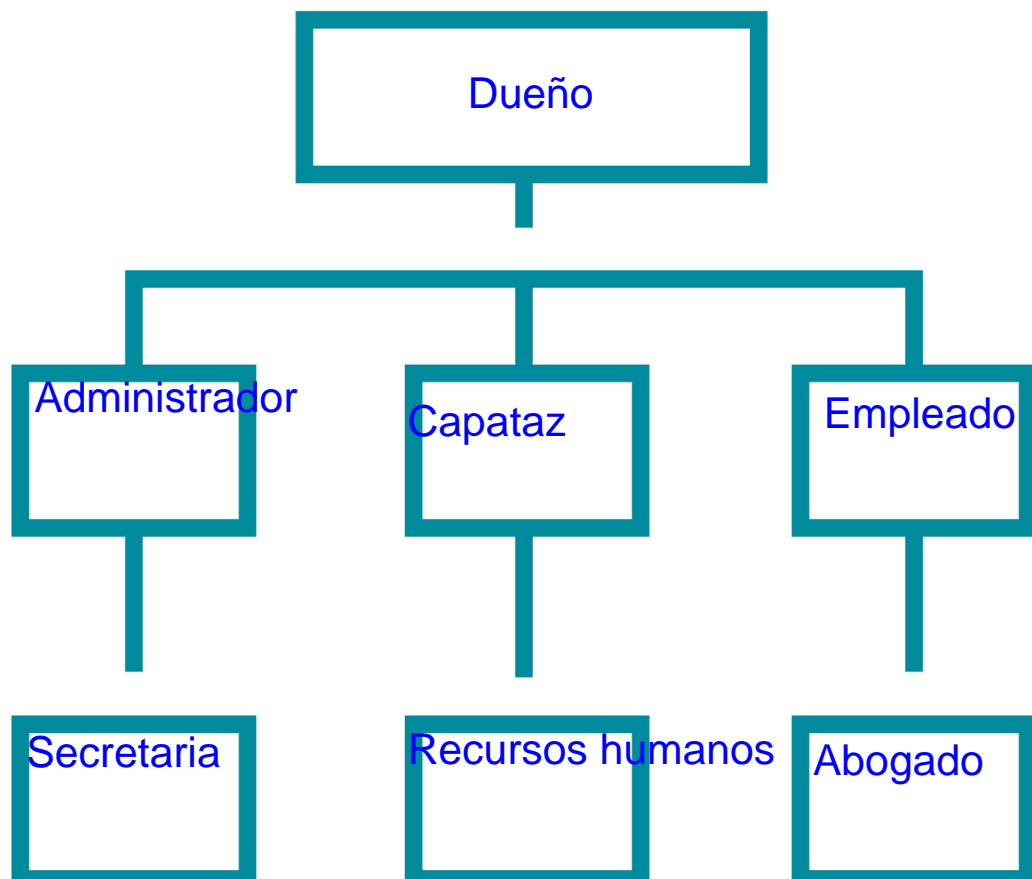 Dueño
Administrador
Capataz
Empleado
Secretaria
Recursos humanos
Abogado